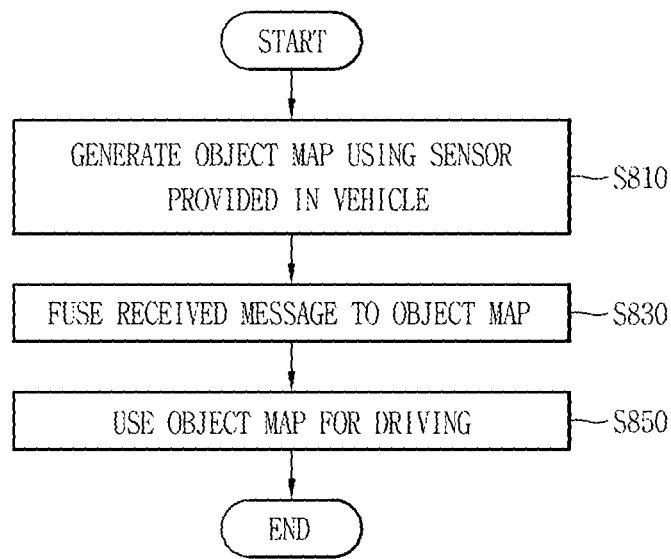 START
GENERATE OBJECT MAP USING SENSOR
PROVIDED IN VEHICLE
S810
FUSE RECEIVED MESSAGE TO OBJECT MAP
S830
USE OBJECT MAP FOR DRIVING
S850
END